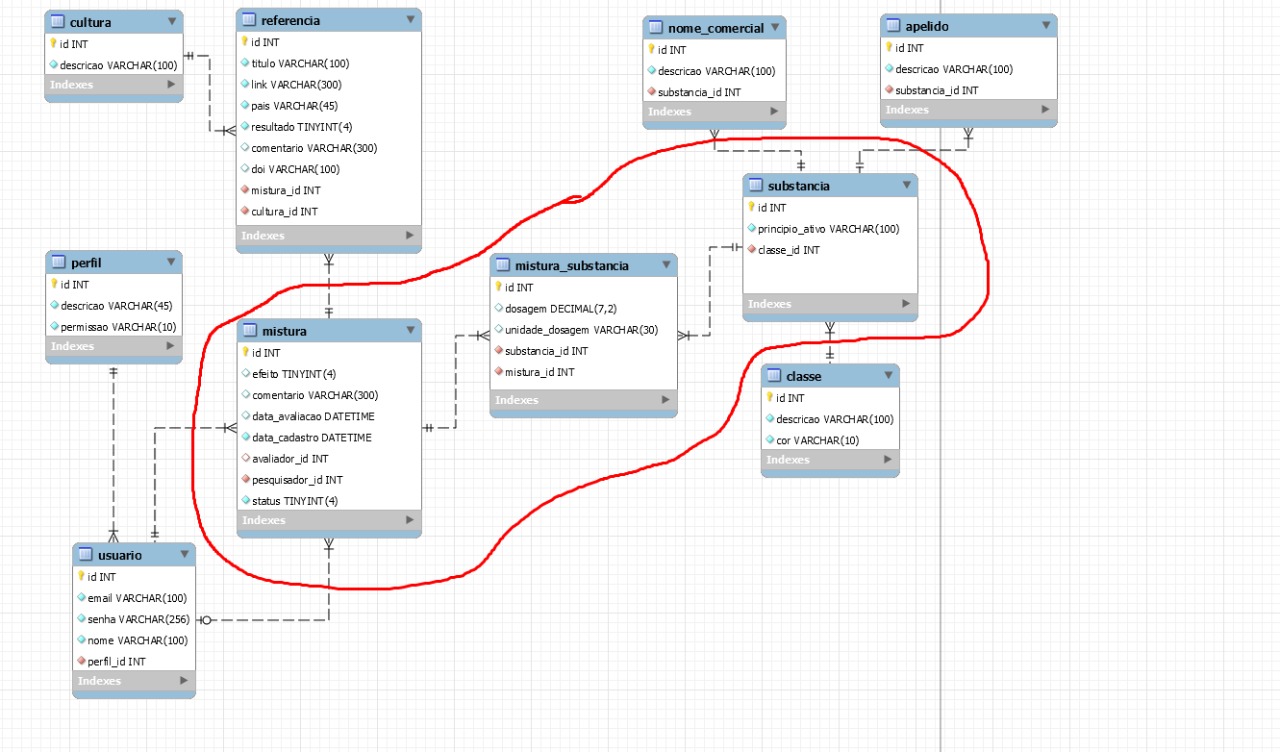 cultura
id INT
descricao VARCHAR(100)
Indexes
referencia
id INT
titulo VARCHAR(100)
link VARCHAR(300)
pais VARCHAR(45)
resultado TINYINT(4)
comentario VARCHAR(300)
doi VARCHAR(100)
mistura_id INT
cultura_id INT
Indexes
nome_comercial
id INT
descricao VARCHAR(100)
substancia_id INT
Indexes
apelido
id INT
descricao VARCHAR(100)
substancia_id INT
Indexes
substancia
id INT
principio_ativo VARCHAR(100)
classe_id INT
Indexes
perfil
id INT
descricao VARCHAR(45)
permissao VARCHAR(10)
Indexes
mistura_substancia
id INT
dosagem DECIMAL(7,2)
unidade_dosagem VARCHAR(30)
substancia_id INT
mistura_id INT
Indexes
mistura
id INT
efeito TINYINT(4)
comentario VARCHAR(300)
data_avaliacao DATETIME
data_cadastro DATETIME
avaliador_id INT
pesquisador_id INT
status TINYINT(4)
Indexes
classe
id INT
descricao VARCHAR(100)
cor VARCHAR(10)
Indexes
usuario
id INT
email VARCHAR(100)
senha VARCHAR(256)
nome VARCHAR(100)
perfil_id INT
Indexes